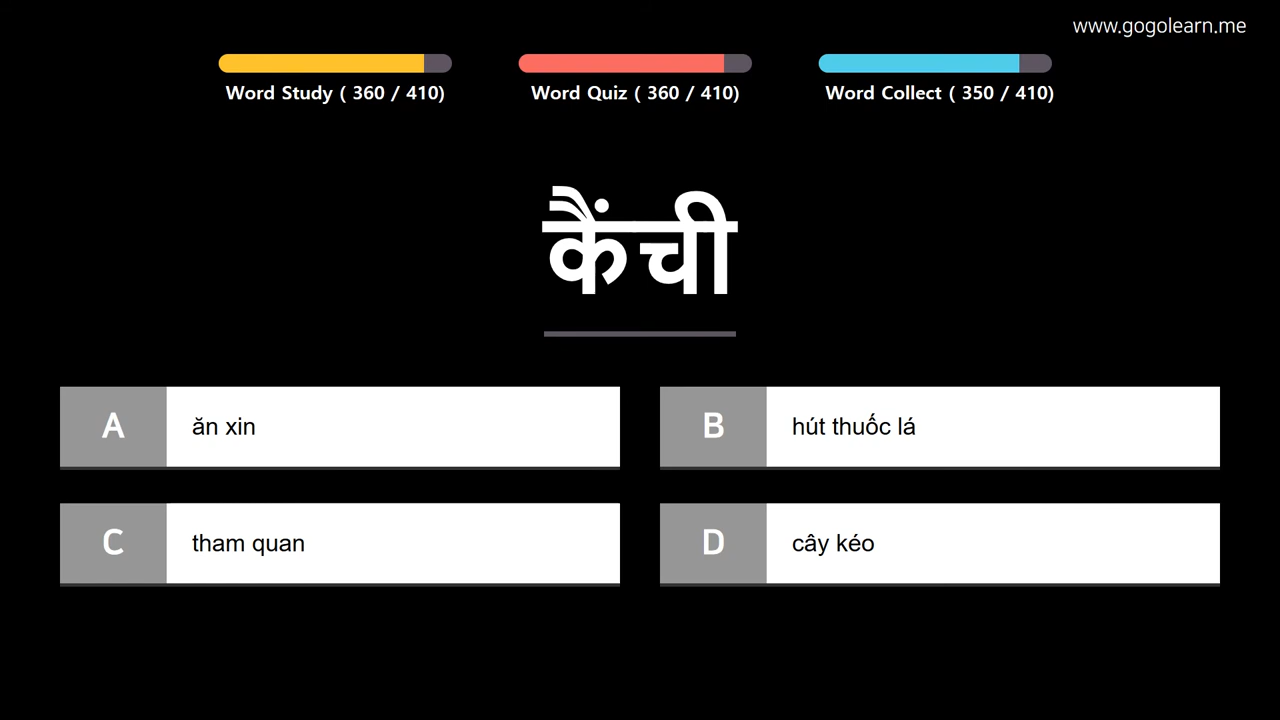 www.gogolearn.me
Word Study ( 360 / 410)
Word Quiz ( 360 / 410)
Word Collect ( 350 / 410)
कैंची
A
ăn xin
B
hút thuốc lá
C
tham quan
D
cây kéo